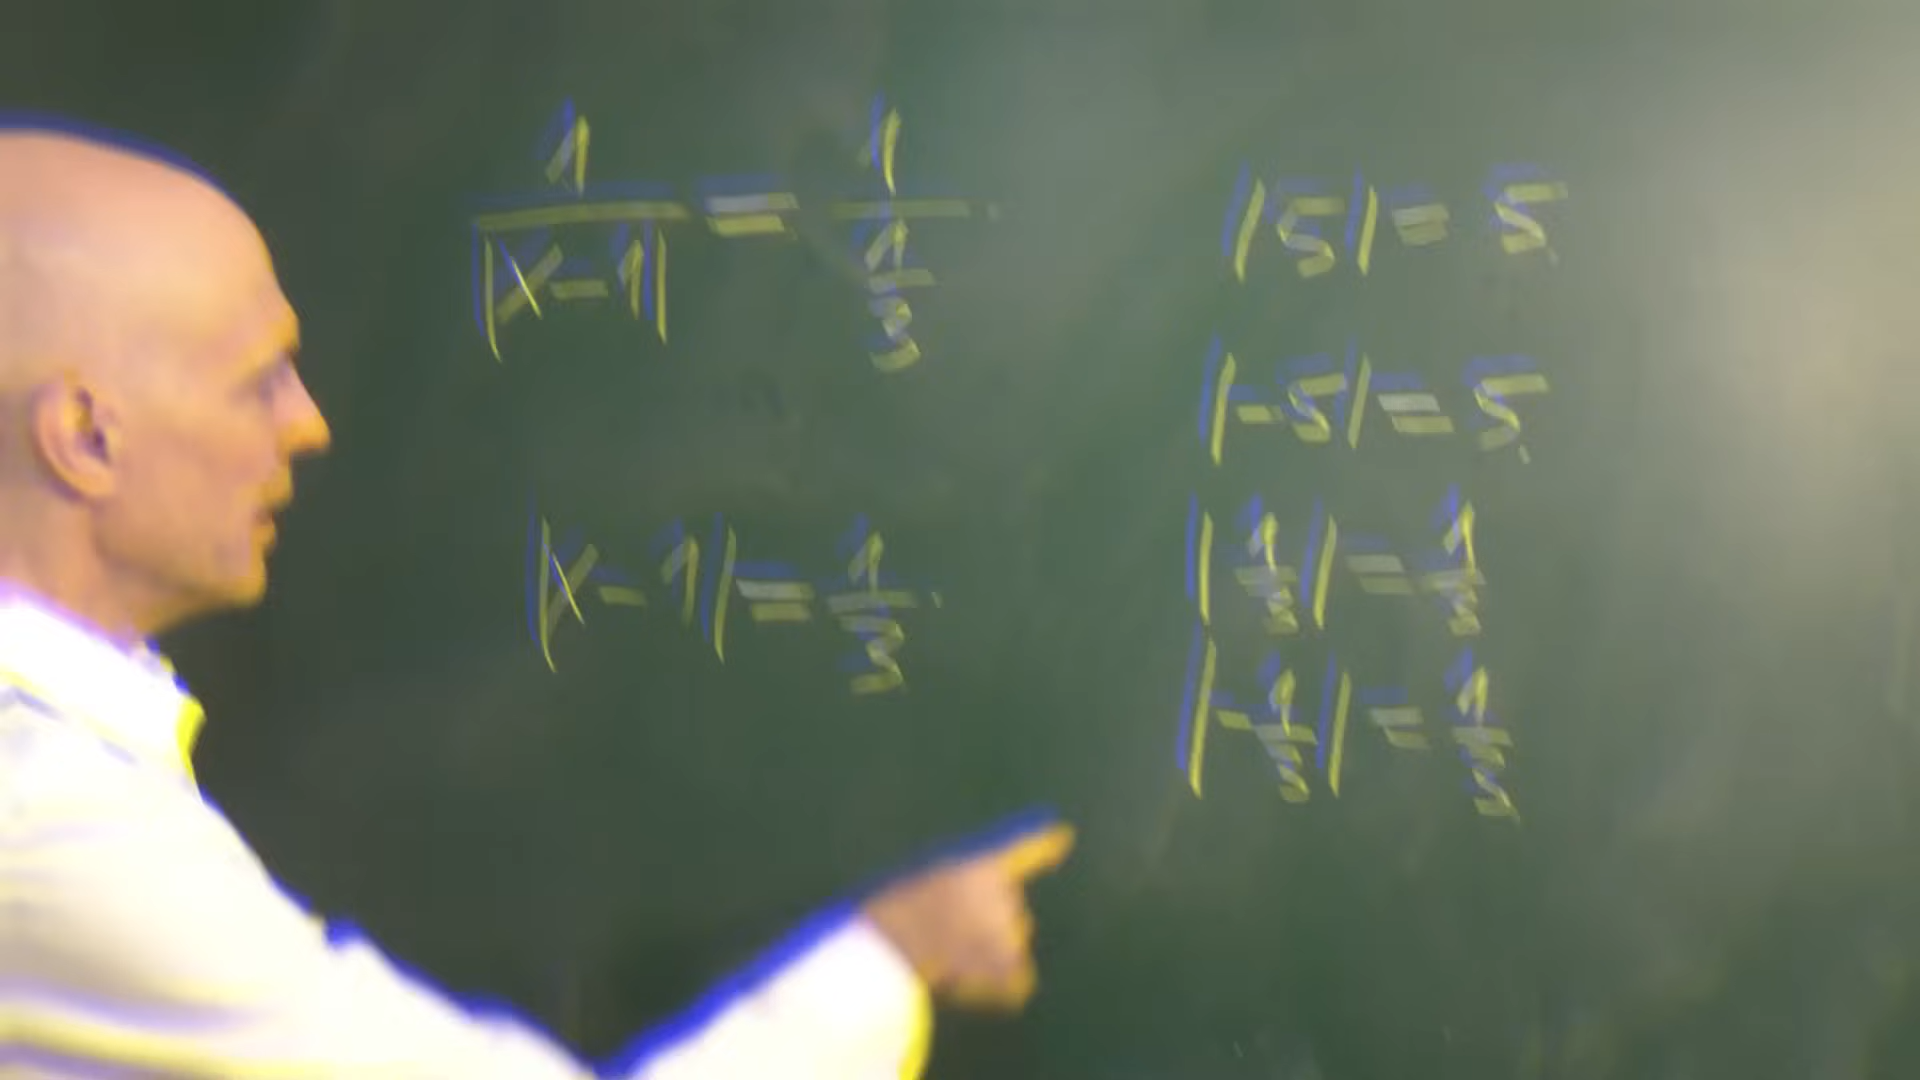 1/|x-1| = 1/(1/3)
|x-1| = 1/3
|5| = 5
|-5| = 5
|1/3| = 1/3
|-1/3| = 1/3